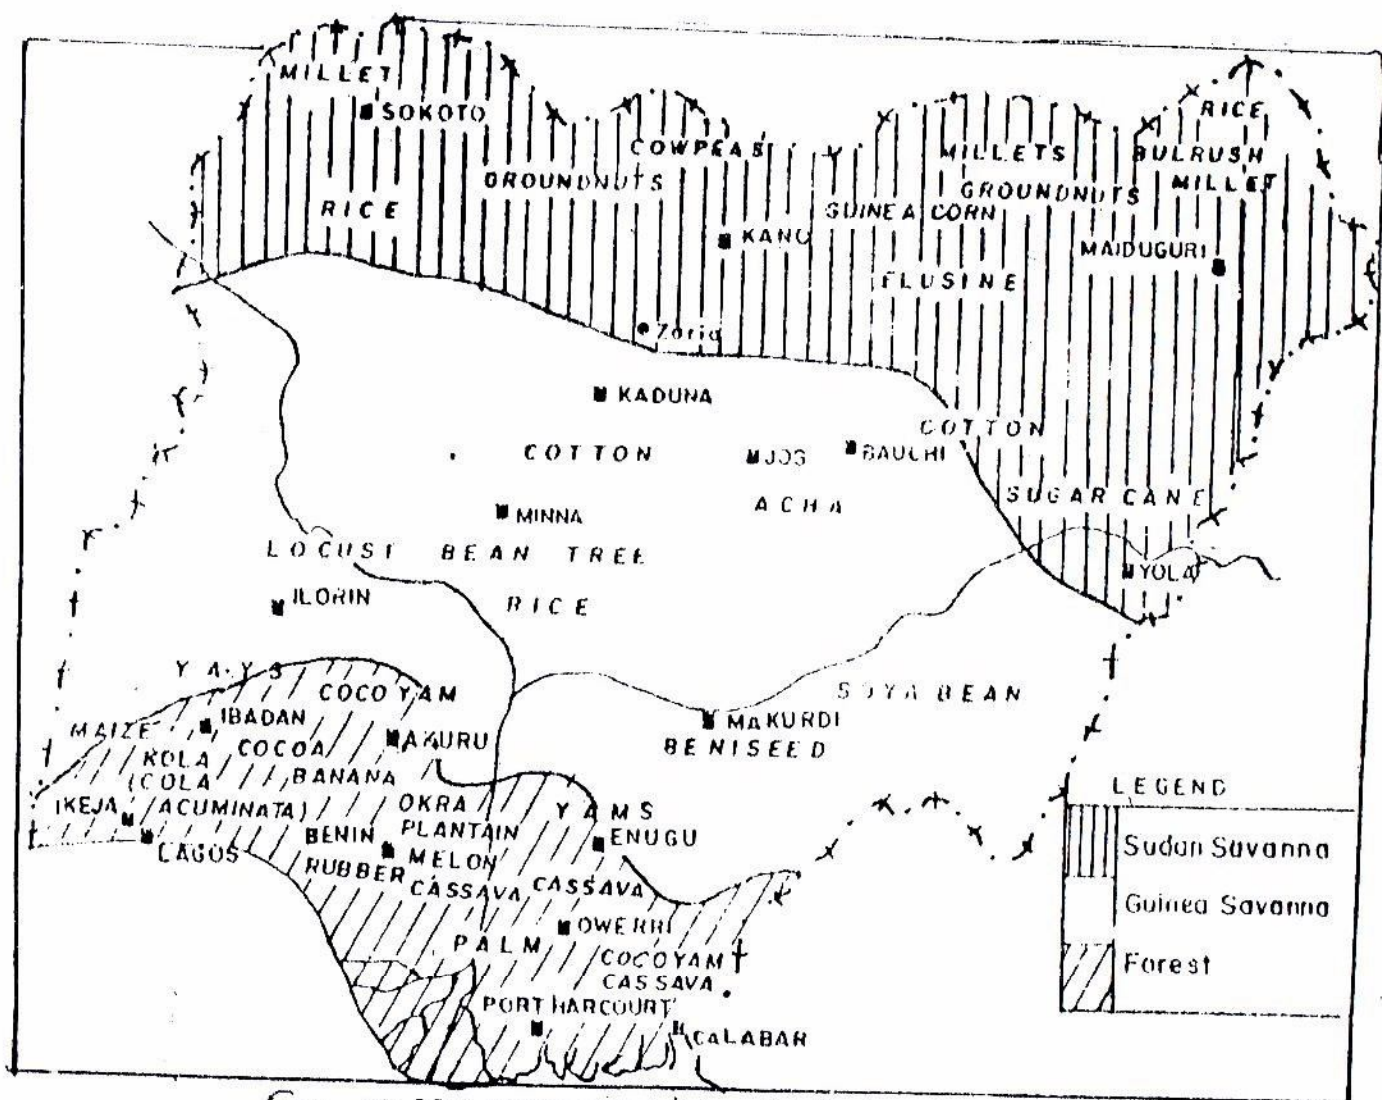 MILLET
SOKOTO
RICE
COWPEAS
MILLETS
BULRUSH
MILLET
GROUNDNUTS
GROUNDNUTS
RICE
GUINEA CORN
KANO
MAIDUGURI
ELUSINE
Zaria
KADUNA
COTTON
COTTON
JOS
BAUCHI
ACHA
SUGAR CANE
MINNA
LOCUST BEAN TREE
YOLA
ILORIN
RICE
COCOYAM
SOYA BEAN
MAIZE
IBADAN
AKURU
MAKURDI
BENISEED
KOLA
COCOA
(COLA
BANANA
ACUMINATA)
IKEJA
LAGOS
OKRA
YAMS
BENIN
PLANTAIN
ENUGU
MELON
RUBBER
CASSAVA
CASSAVA
OWERRI
PALM
COCOYAM
CASSAVA
PORT HARCOURT
CALABAR
LEGEND
Sudan Savanna
Guinea Savanna
Forest